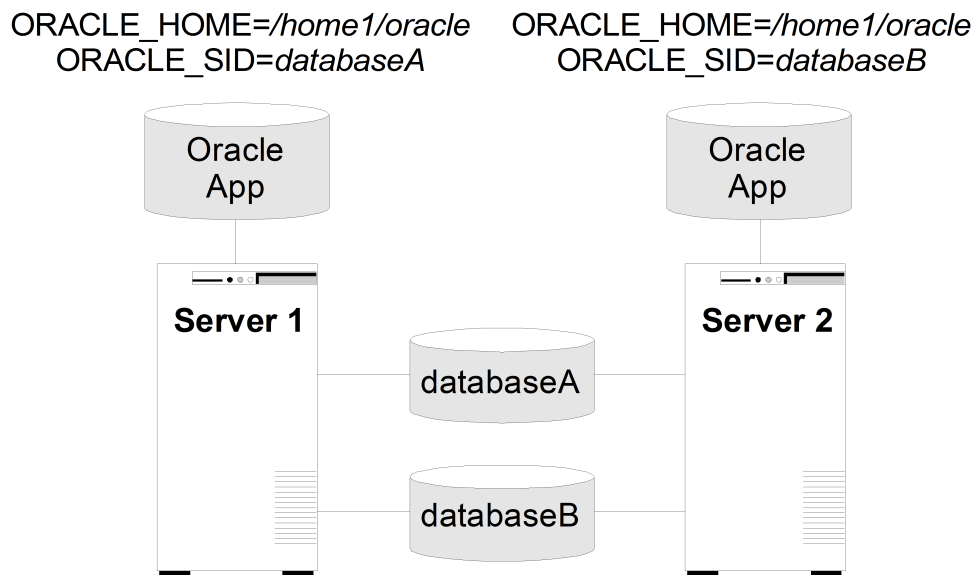 ORACLE_HOME=/home1/oracle
ORACLE_SID=databaseA
ORACLE_HOME=/home1/oracle
ORACLE_SID=databaseB
Oracle
App
Oracle
App
Server 1
Server 2
databaseA
databaseB